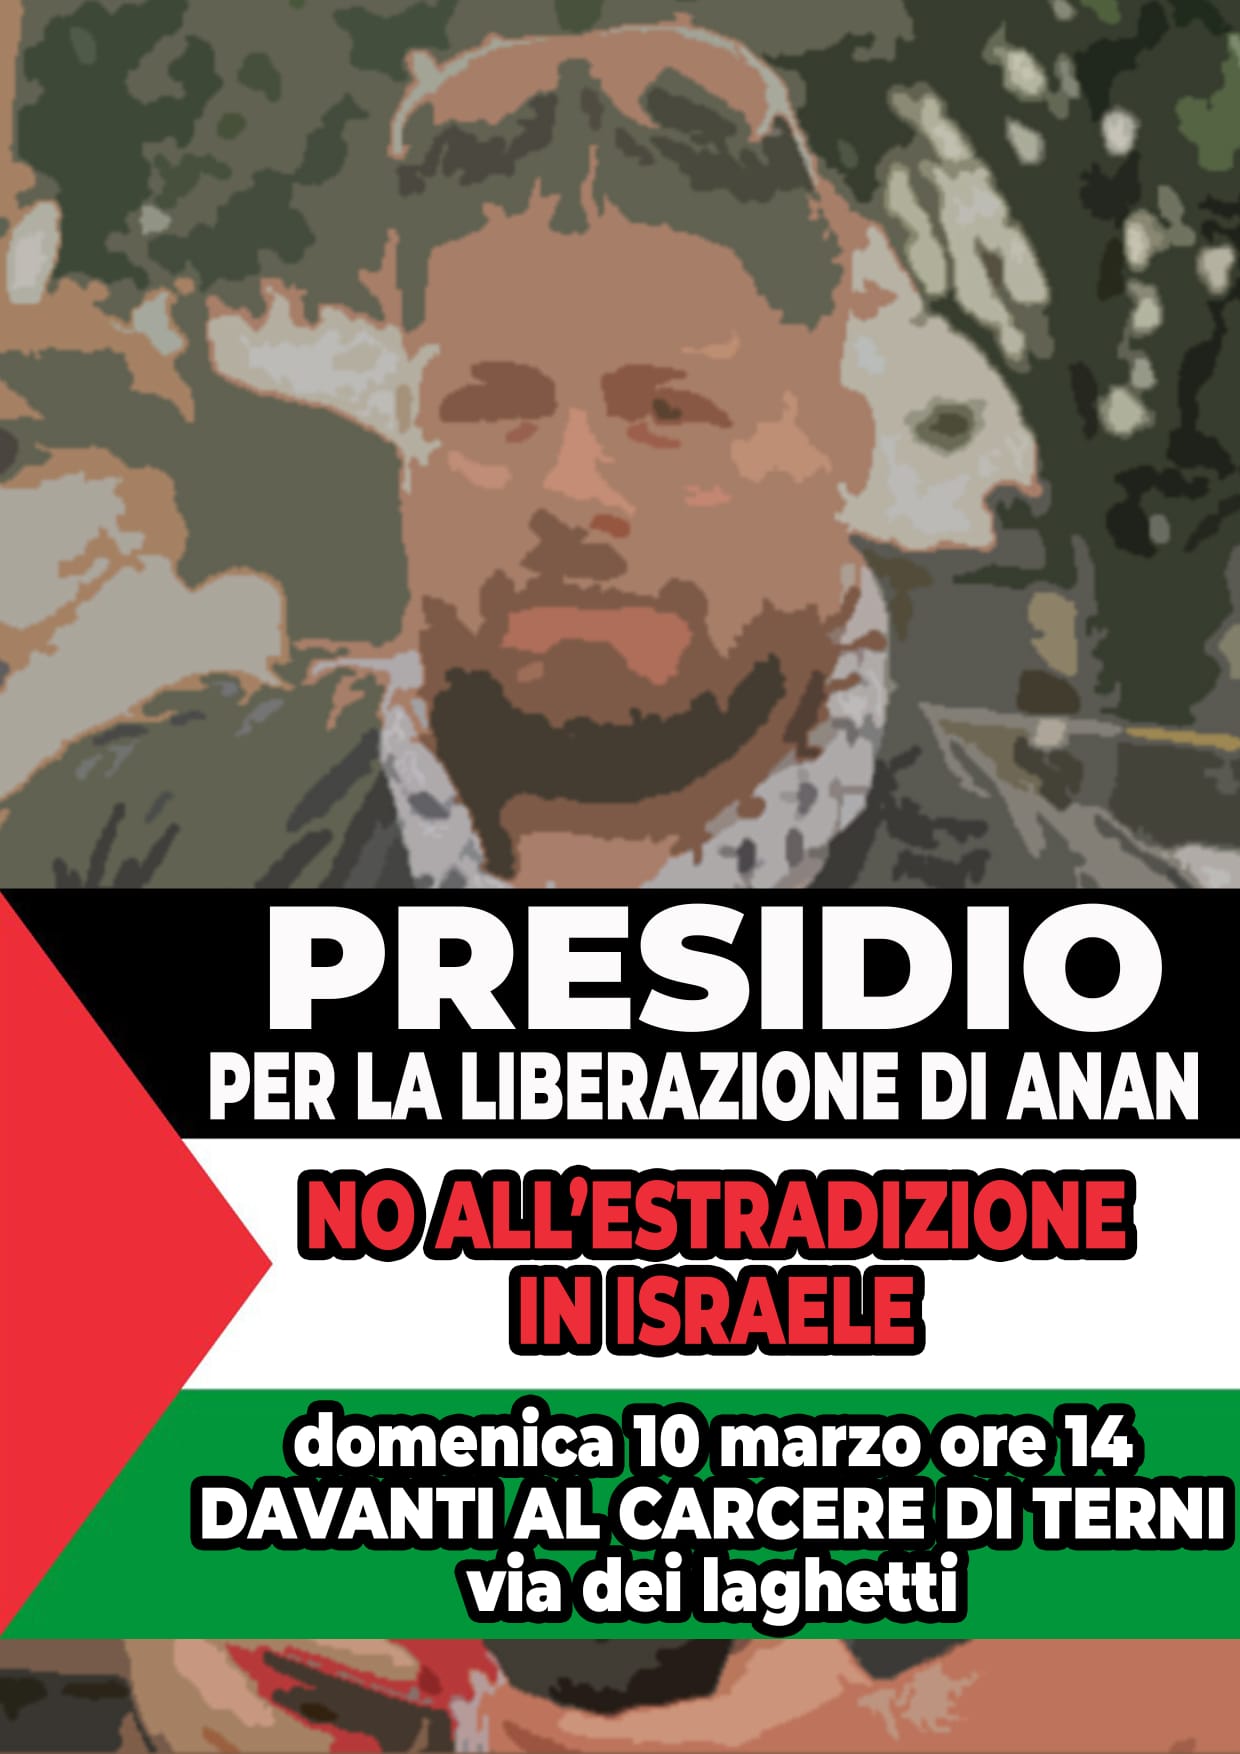 PRESIDIO
PER LA LIBERAZIONE DI ANAN
NO ALL'ESTRADIZIONE
IN ISRAELE
domenica 10 marzo ore 14
DAVANTI AL CARCERE DI TERNI
via dei laghetti